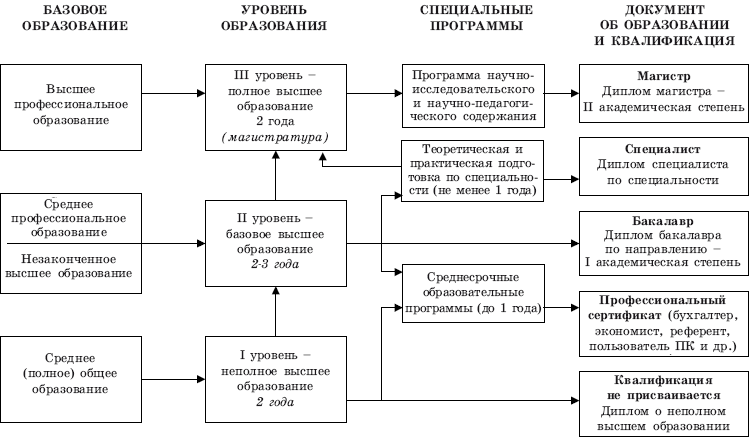 БАЗОВОЕ
ОБРАЗОВАНИЕ
УРОВЕНЬ
ОБРАЗОВАНИЯ
СПЕЦИАЛЬНЫЕ
ПРОГРАММЫ
ДОКУМЕНТ
ОБ ОБРАЗОВАНИИ
И КВАЛИФИКАЦИЯ
Высшее
профессиональное
образование
III уровень –
полное высшее
образование
2 года
(магистратура)
Программа научно-
исследовательского
и научно-педагоги-
ческого содержания
Магистр
Диплом магистра –
II академическая степень
Теоретическая и
практическая подго-
товка по специально-
сти (не менее 1 года)
Специалист
Диплом специалиста
по специальности
Среднее
профессиональное
образование
Незаконченное
высшее образование
II уровень –
базовое высшее
образование
2-3 года
Бакалавр
Диплом бакалавра
по направлению –
I академическая степень
Среднесрочные
образовательные
программы (до 1 года)
Профессиональный
сертификат (бухгалтер,
экономист, референт,
пользователь ПК и др.)
Среднее
(полное) общее
образование
I уровень –
неполное высшее
образование
2 года
Квалификация
не присваивается
Диплом о неполном
высшем образовании